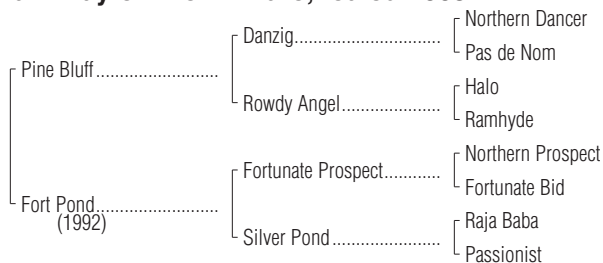 Northern Dancer
Danzig
Pas de Nom
Pine Bluff
Halo
Rowdy Angel
Ramhyde
Northern Prospect
Fortunate Prospect
Fortunate Bid
Fort Pond
(1992)
Raja Baba
Silver Pond
Passionist